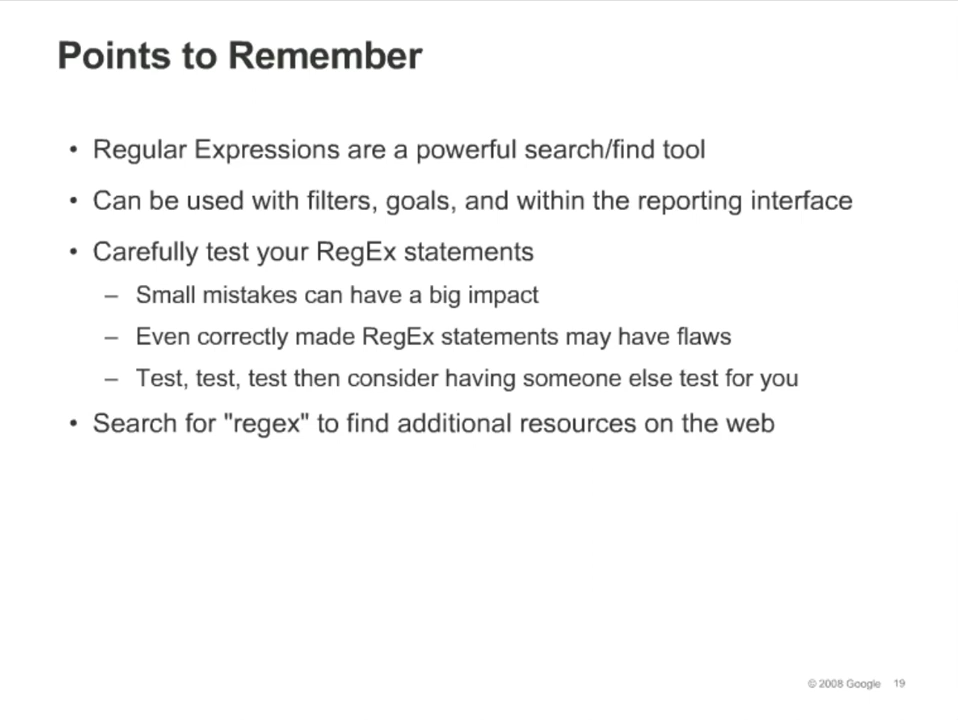 Points to Remember
• Regular Expressions are a powerful search/find tool
• Can be used with filters, goals, and within the reporting interface
• Carefully test your RegEx statements
– Small mistakes can have a big impact
– Even correctly made RegEx statements may have flaws
– Test, test, test then consider having someone else test for you
• Search for "regex" to find additional resources on the web
© 2008 Google 19